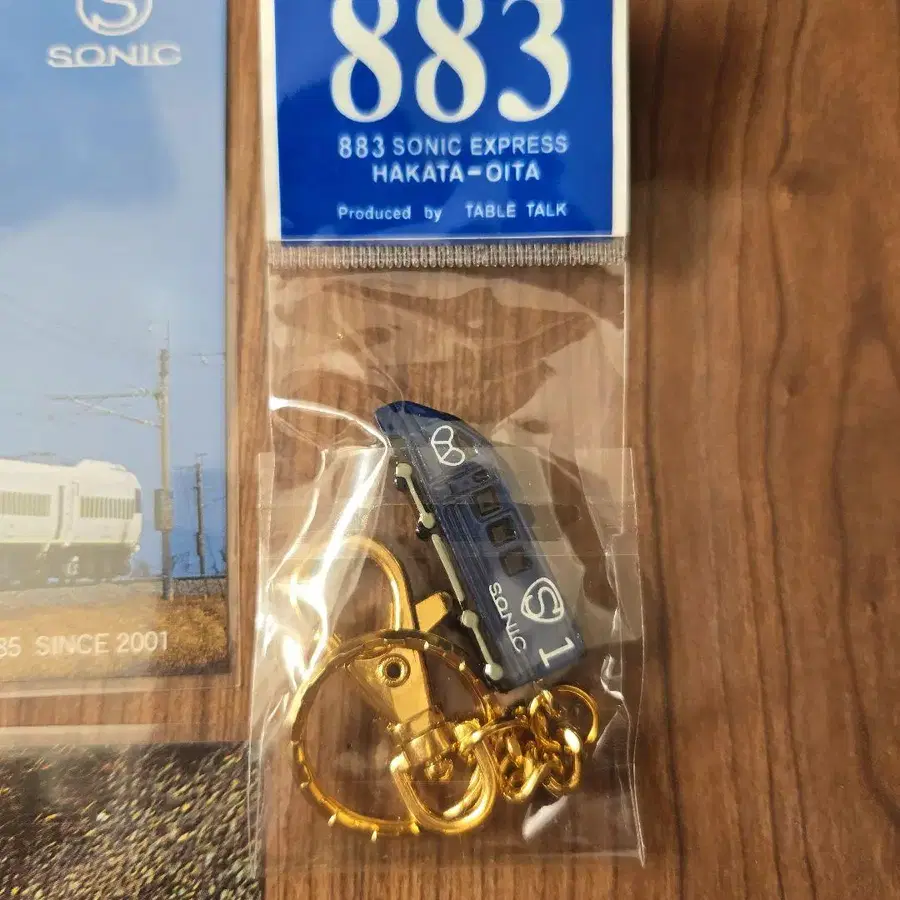 SONIC
85 SINCE 2001
883
883 SONIC EXPRESS
HAKATA-OITA
Produced by TABLE TALK
SONIC
S 1